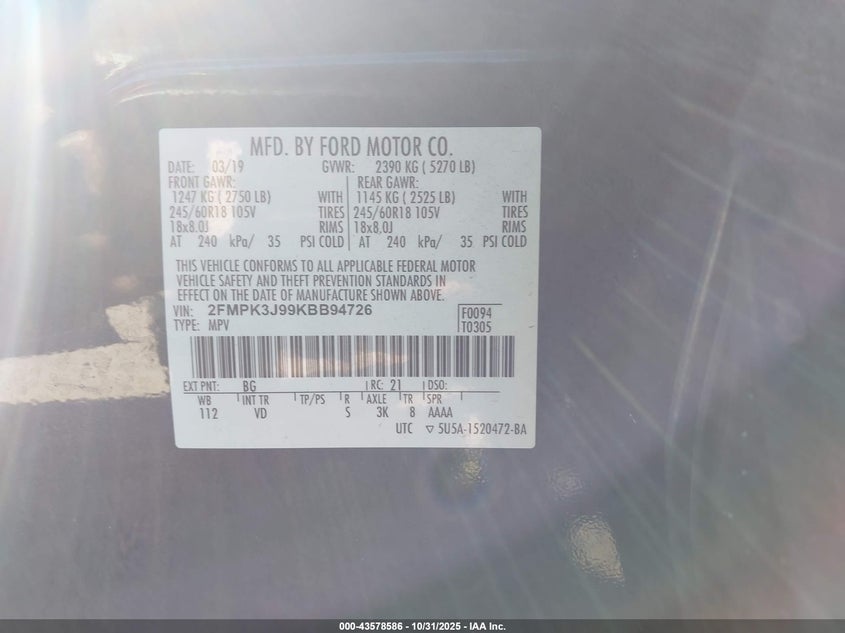 MFD. BY FORD MOTOR CO.
DATE: 03/19 GVWR: 2390 KG ( 5270 LB)
FRONT GAWR: REAR GAWR:
1247 KG ( 2750 LB) WITH 1145 KG ( 2525 LB) WITH
245/60R18 105V TIRES 245/60R18 105V TIRES
18x8.0J RIMS 18x8.0J RIMS
AT 240 kPa/ 35 PSI COLD AT 240 kPa/ 35 PSI COLD
THIS VEHICLE CONFORMS TO ALL APPLICABLE FEDERAL MOTOR
VEHICLE SAFETY AND THEFT PREVENTION STANDARDS IN
EFFECT ON THE DATE OF MANUFACTURE SHOWN ABOVE.
VIN: 2FMPK3J99KBB94726 F0094
TYPE: MPV T0305
EXT PNT: BG RC: 21 DSO:
WB INT TR TP/PS R AXLE TR SPR
112 VD S 3K 8 AAAA
UTC ▽ 5U5A-1520472-BA
000-43578586 - 10/31/2025 - IAA Inc.